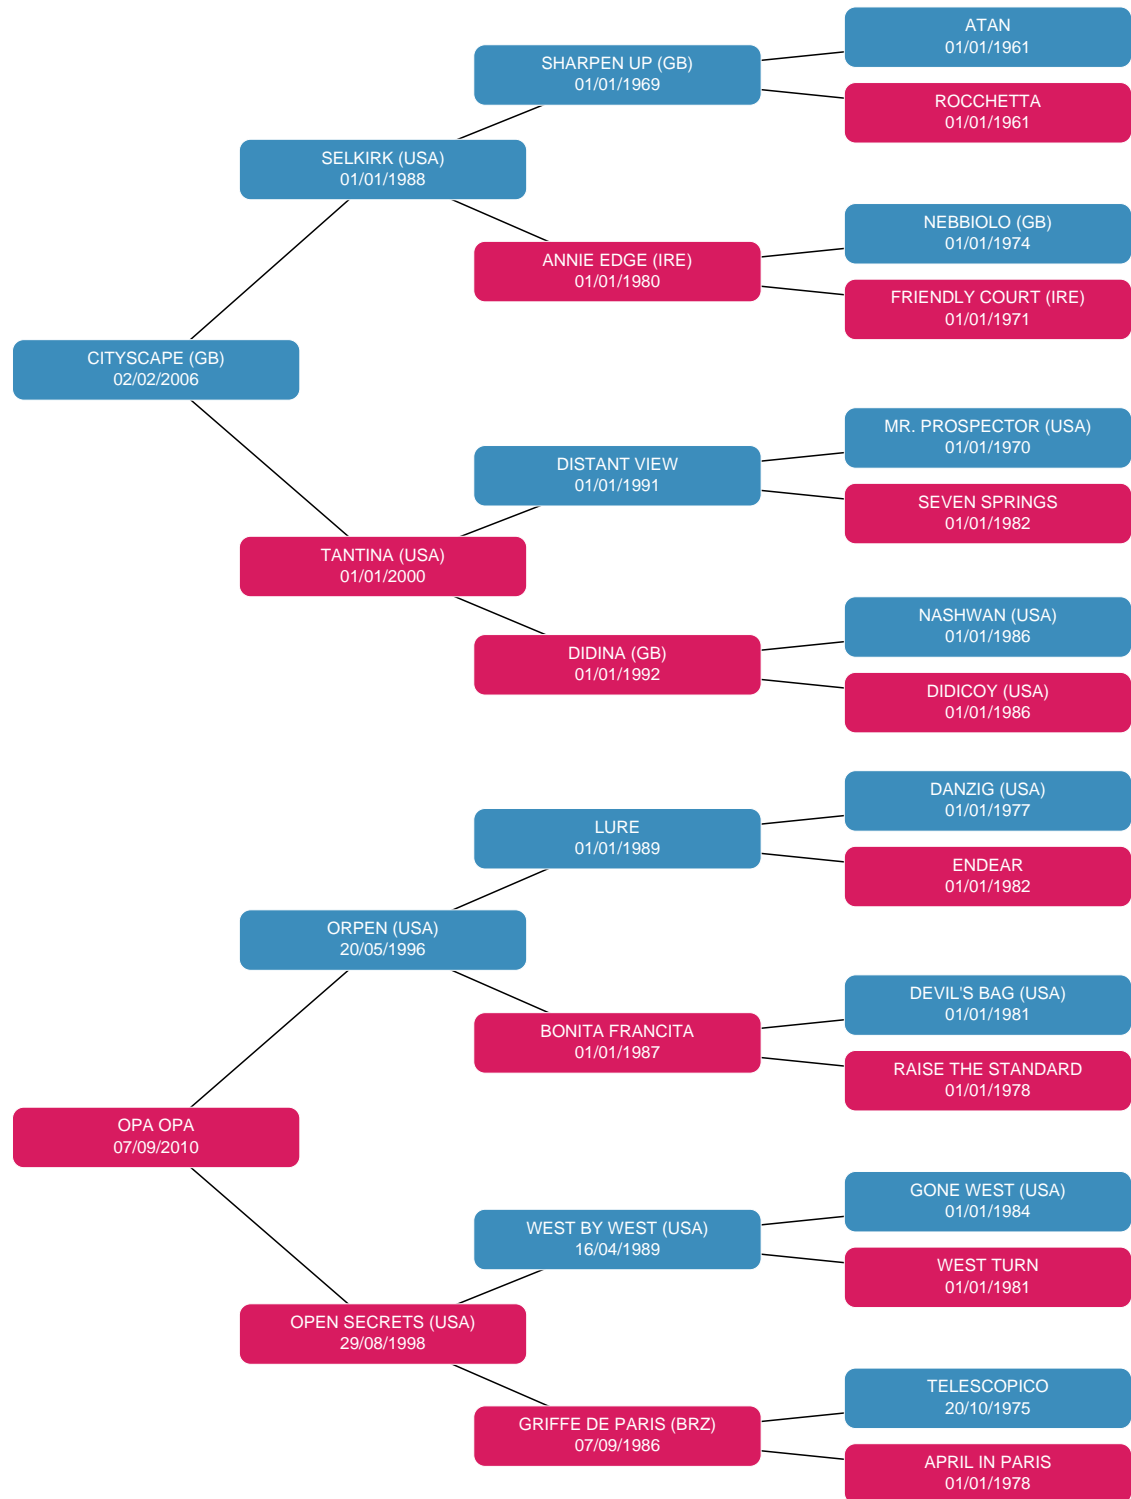 ATAN
01/01/1961
SHARPEN UP (GB)
01/01/1969
ROCCHETTA
01/01/1961
SELKIRK (USA)
01/01/1988
NEBBIOLO (GB)
01/01/1974
ANNIE EDGE (IRE)
01/01/1980
FRIENDLY COURT (IRE)
01/01/1971
CITYSCAPE (GB)
02/02/2006
MR. PROSPECTOR (USA)
01/01/1970
DISTANT VIEW
01/01/1991
SEVEN SPRINGS
01/01/1982
TANTINA (USA)
01/01/2000
NASHWAN (USA)
01/01/1986
DIDINA (GB)
01/01/1992
DIDICOY (USA)
01/01/1986
DANZIG (USA)
01/01/1977
LURE
01/01/1989
ENDEAR
01/01/1982
ORPEN (USA)
20/05/1996
DEVIL'S BAG (USA)
01/01/1981
BONITA FRANCITA
01/01/1987
RAISE THE STANDARD
01/01/1978
OPA OPA
07/09/2010
GONE WEST (USA)
01/01/1984
WEST BY WEST (USA)
16/04/1989
WEST TURN
01/01/1981
OPEN SECRETS (USA)
29/08/1998
TELESCOPICO
20/10/1975
GRIFFE DE PARIS (BRZ)
07/09/1986
APRIL IN PARIS
01/01/1978